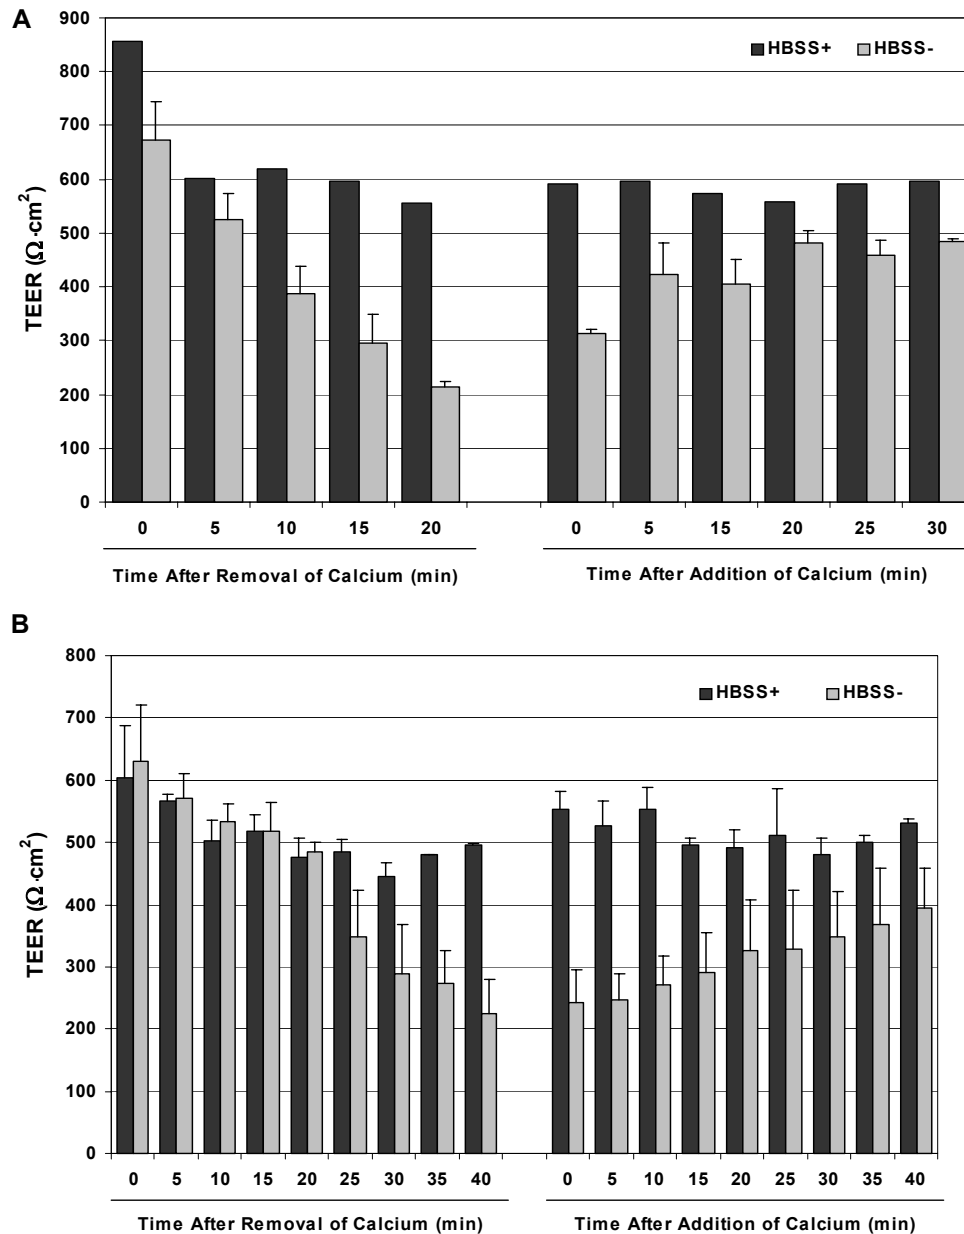 A
900
800
700
600
500
400
300
200
100
0
TEER (Ω·cm²)
HBSS+ HBSS-
0 5 10 15 20 0 5 15 20 25 30
Time After Removal of Calcium (min) Time After Addition of Calcium (min)
B
800
700
600
500
400
300
200
100
0
TEER (Ω·cm²)
HBSS+ HBSS-
0 5 10 15 20 25 30 35 40 0 5 10 15 20 25 30 35 40
Time After Removal of Calcium (min) Time After Addition of Calcium (min)